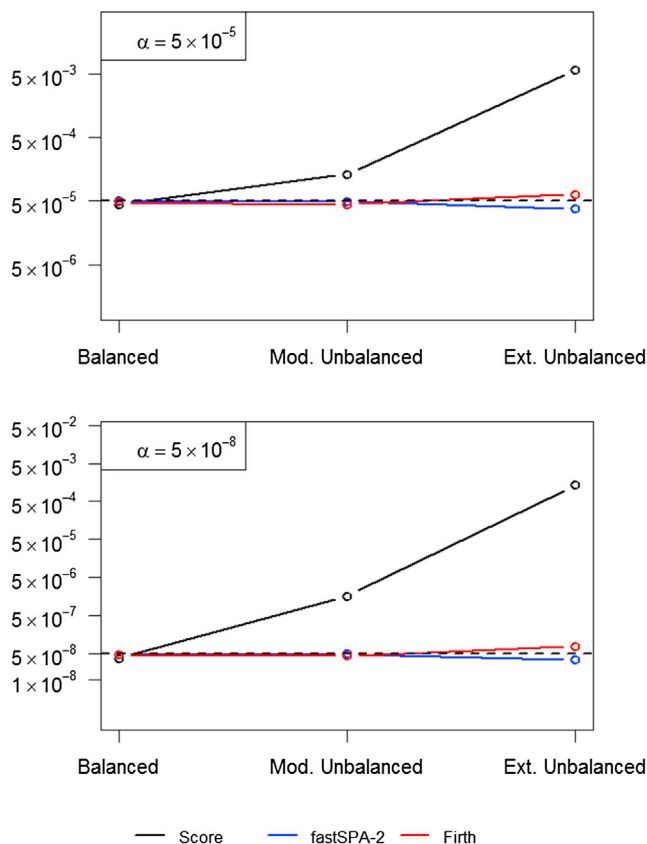 α = 5 × 10⁻⁵
5 × 10⁻³
5 × 10⁻⁴
5 × 10⁻⁵
5 × 10⁻⁶
Balanced Mod. Unbalanced Ext. Unbalanced
α = 5 × 10⁻⁸
5 × 10⁻²
5 × 10⁻³
5 × 10⁻⁴
5 × 10⁻⁵
5 × 10⁻⁶
5 × 10⁻⁷
5 × 10⁻⁸
1 × 10⁻⁸
Balanced Mod. Unbalanced Ext. Unbalanced
Score fastSPA-2 Firth